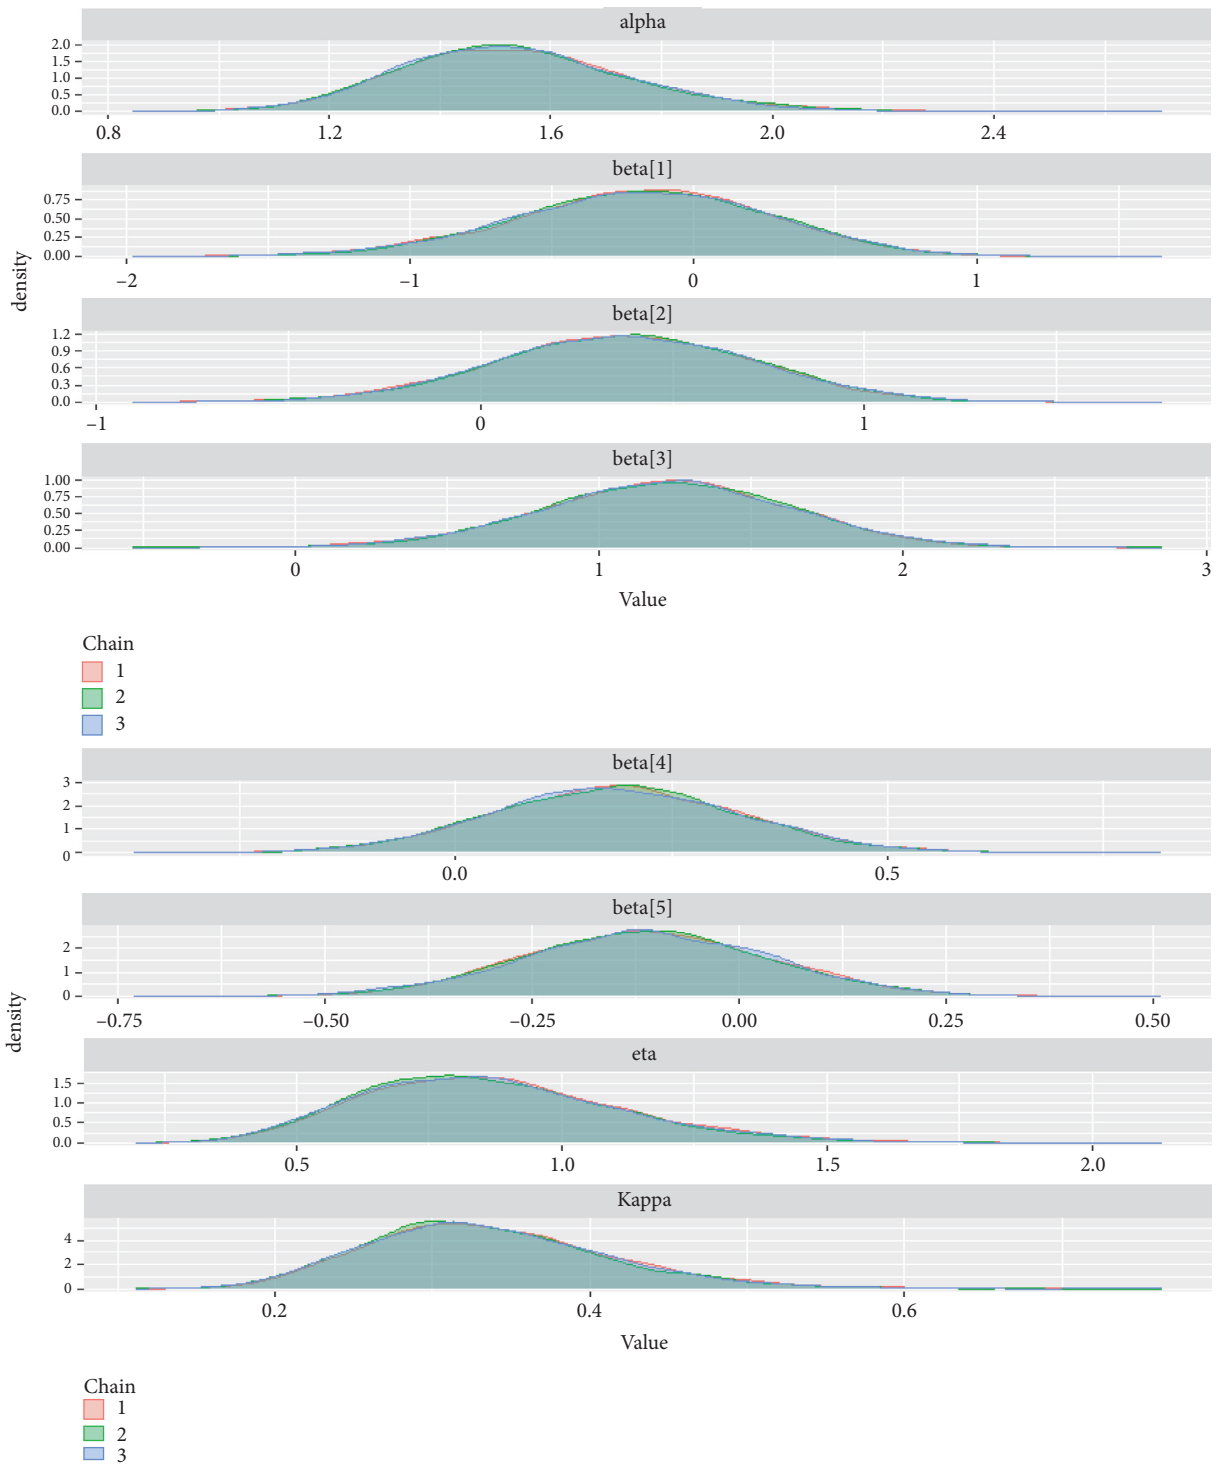 alpha
2.0
1.5
1.0
0.5
0.0
0.8 1.2 1.6 2.0 2.4
beta[1]
0.75
0.50
0.25
0.00
–2 –1 0 1
density
beta[2]
1.2
0.9
0.6
0.3
0.0
–1 0 1
beta[3]
1.00
0.75
0.50
0.25
0.00
0 1 2 3
Value
Chain
1
2
3
beta[4]
3
2
1
0
0.0 0.5
beta[5]
2
1
0
–0.75 –0.50 –0.25 0.00 0.25 0.50
density
eta
1.5
1.0
0.5
0.0
0.5 1.0 1.5 2.0
Kappa
4
2
0
0.2 0.4 0.6
Value
Chain
1
2
3